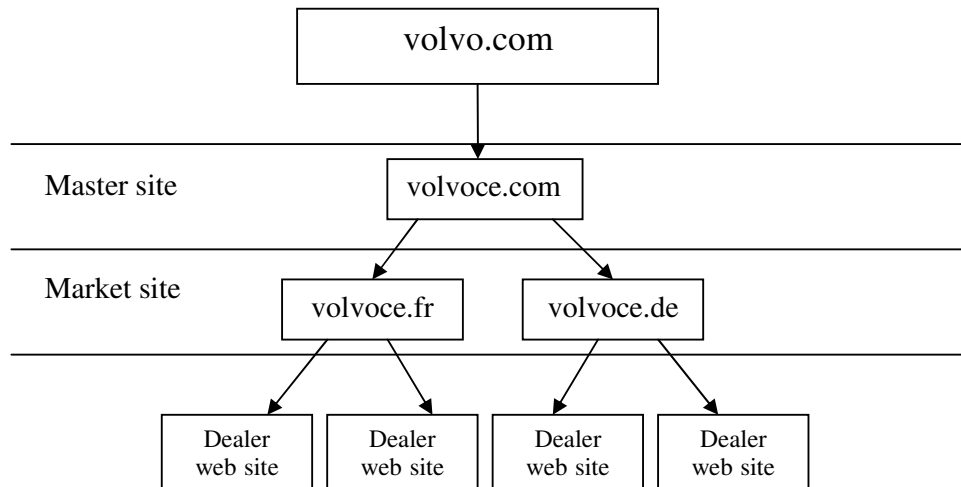 volvo.com
Master site
volvoce.com
Market site
volvoce.fr
volvoce.de
Dealer
web site
Dealer
web site
Dealer
web site
Dealer
web site